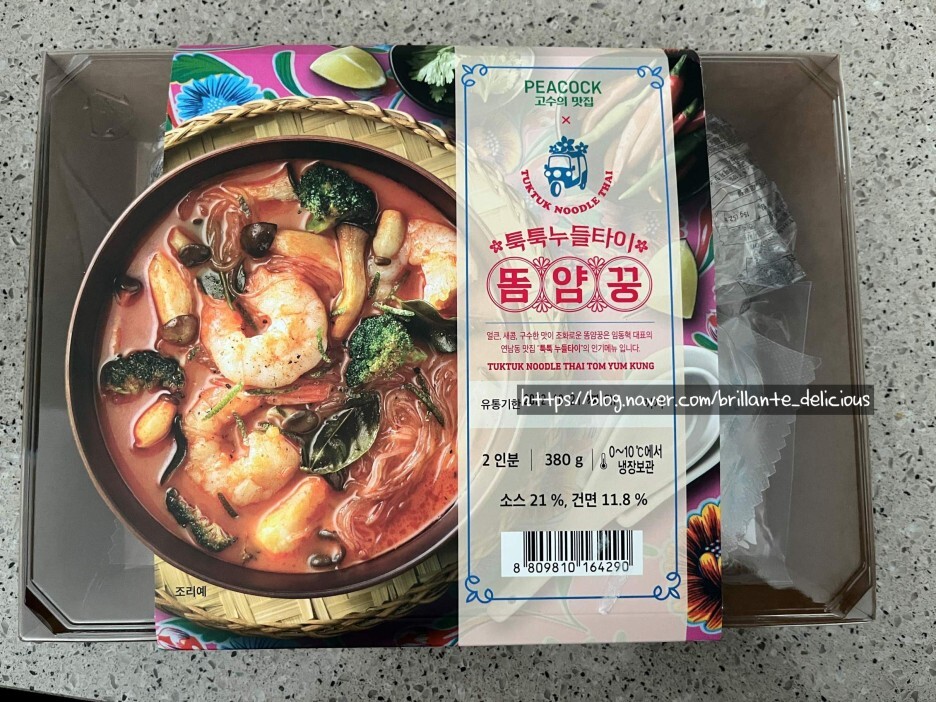 PEACOCK
고수의 맛집
×
TUKTUK NOODLE THAI
툭툭누들타이
똠얌꿍
얼큰, 새콤, 구수한 맛이 조화로운 똠얌꿍은 임동혁 대표의
연남동 맛집 "툭툭 누들타이"의 인기메뉴 입니다.
TUKTUK NOODLE THAI TOM YUM KUNG
유통기한
https://blog.naver.com/brillante_delicious
2 인분 380 g 0~10 ℃에서
냉장보관
소스 21 %, 건면 11.8 %
8 809810 164290
조리예